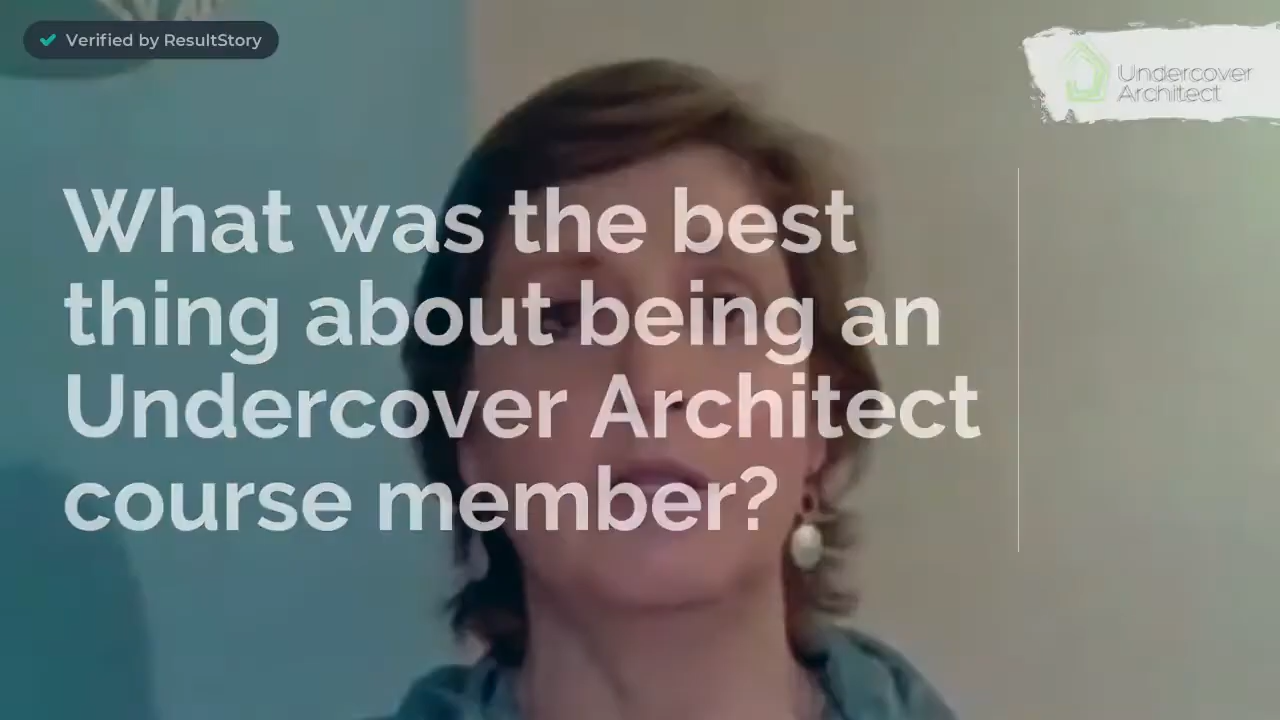 Verified by ResultStory
Undercover
Architect
What was the best
thing about being an
Undercover Architect
course member?